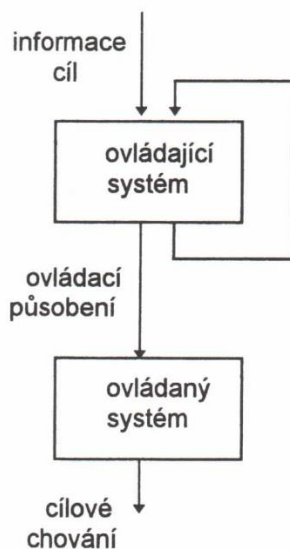 informace
cíl
ovládající
systém
ovládací
působení
ovládaný
systém
cílové
chování